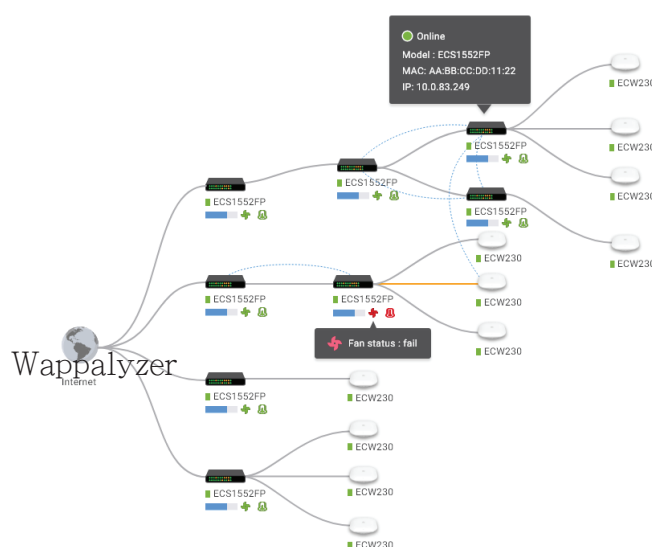 Online
Model : ECS1552FP
MAC: AA:BB:CC:DD:11:22
IP: 10.0.83.249
ECW230
ECS1552FP
ECW230
ECS1552FP
ECW230
ECS1552FP
ECW230
ECS1552FP
ECW230
ECS1552FP
ECS1552FP
ECW230
Fan status : fail
ECW230
Wappalyzer
Internet
ECS1552FP
ECW230
ECW230
ECW230
ECS1552FP
ECW230